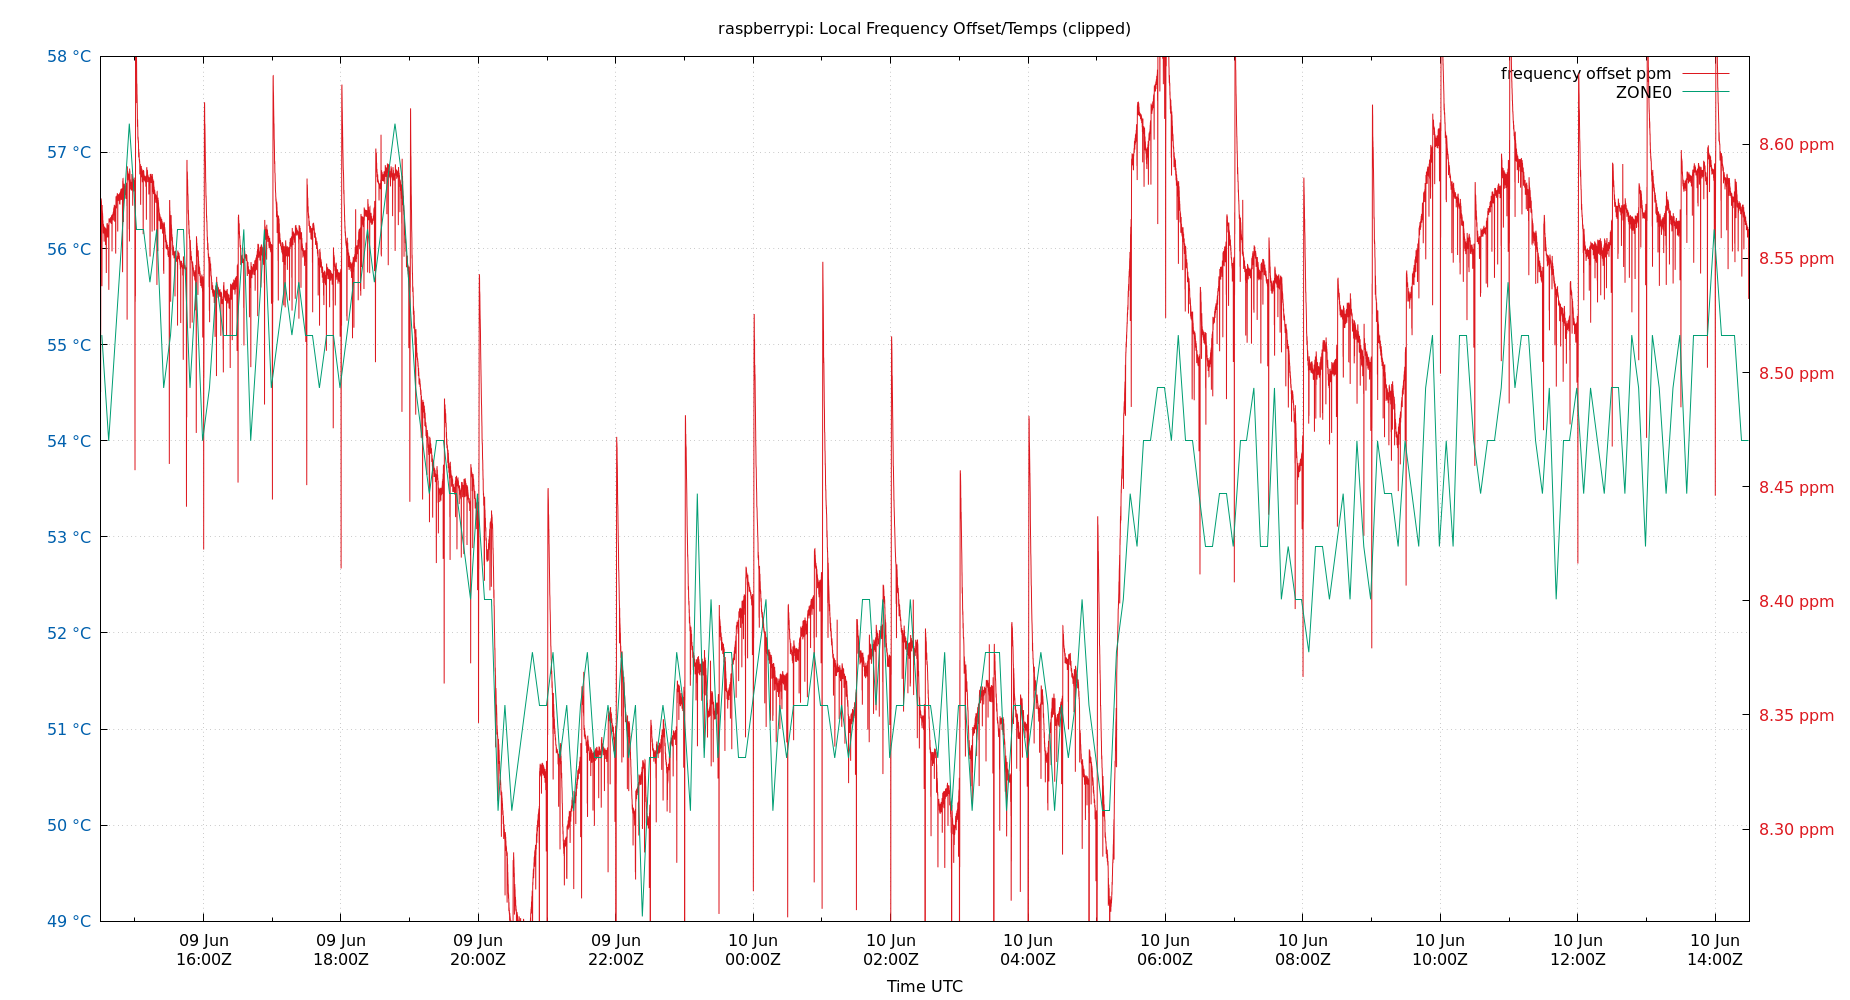 raspberrypi: Local Frequency Offset/Temps (clipped)
58 °C
57 °C
56 °C
55 °C
54 °C
53 °C
52 °C
51 °C
50 °C
49 °C
frequency offset ppm
ZONE0
8.60 ppm
8.55 ppm
8.50 ppm
8.45 ppm
8.40 ppm
8.35 ppm
8.30 ppm
09 Jun 09 Jun 09 Jun 09 Jun 10 Jun 10 Jun 10 Jun 10 Jun 10 Jun 10 Jun 10 Jun 10 Jun
16:00Z 18:00Z 20:00Z 22:00Z 00:00Z 02:00Z 04:00Z 06:00Z 08:00Z 10:00Z 12:00Z 14:00Z
Time UTC